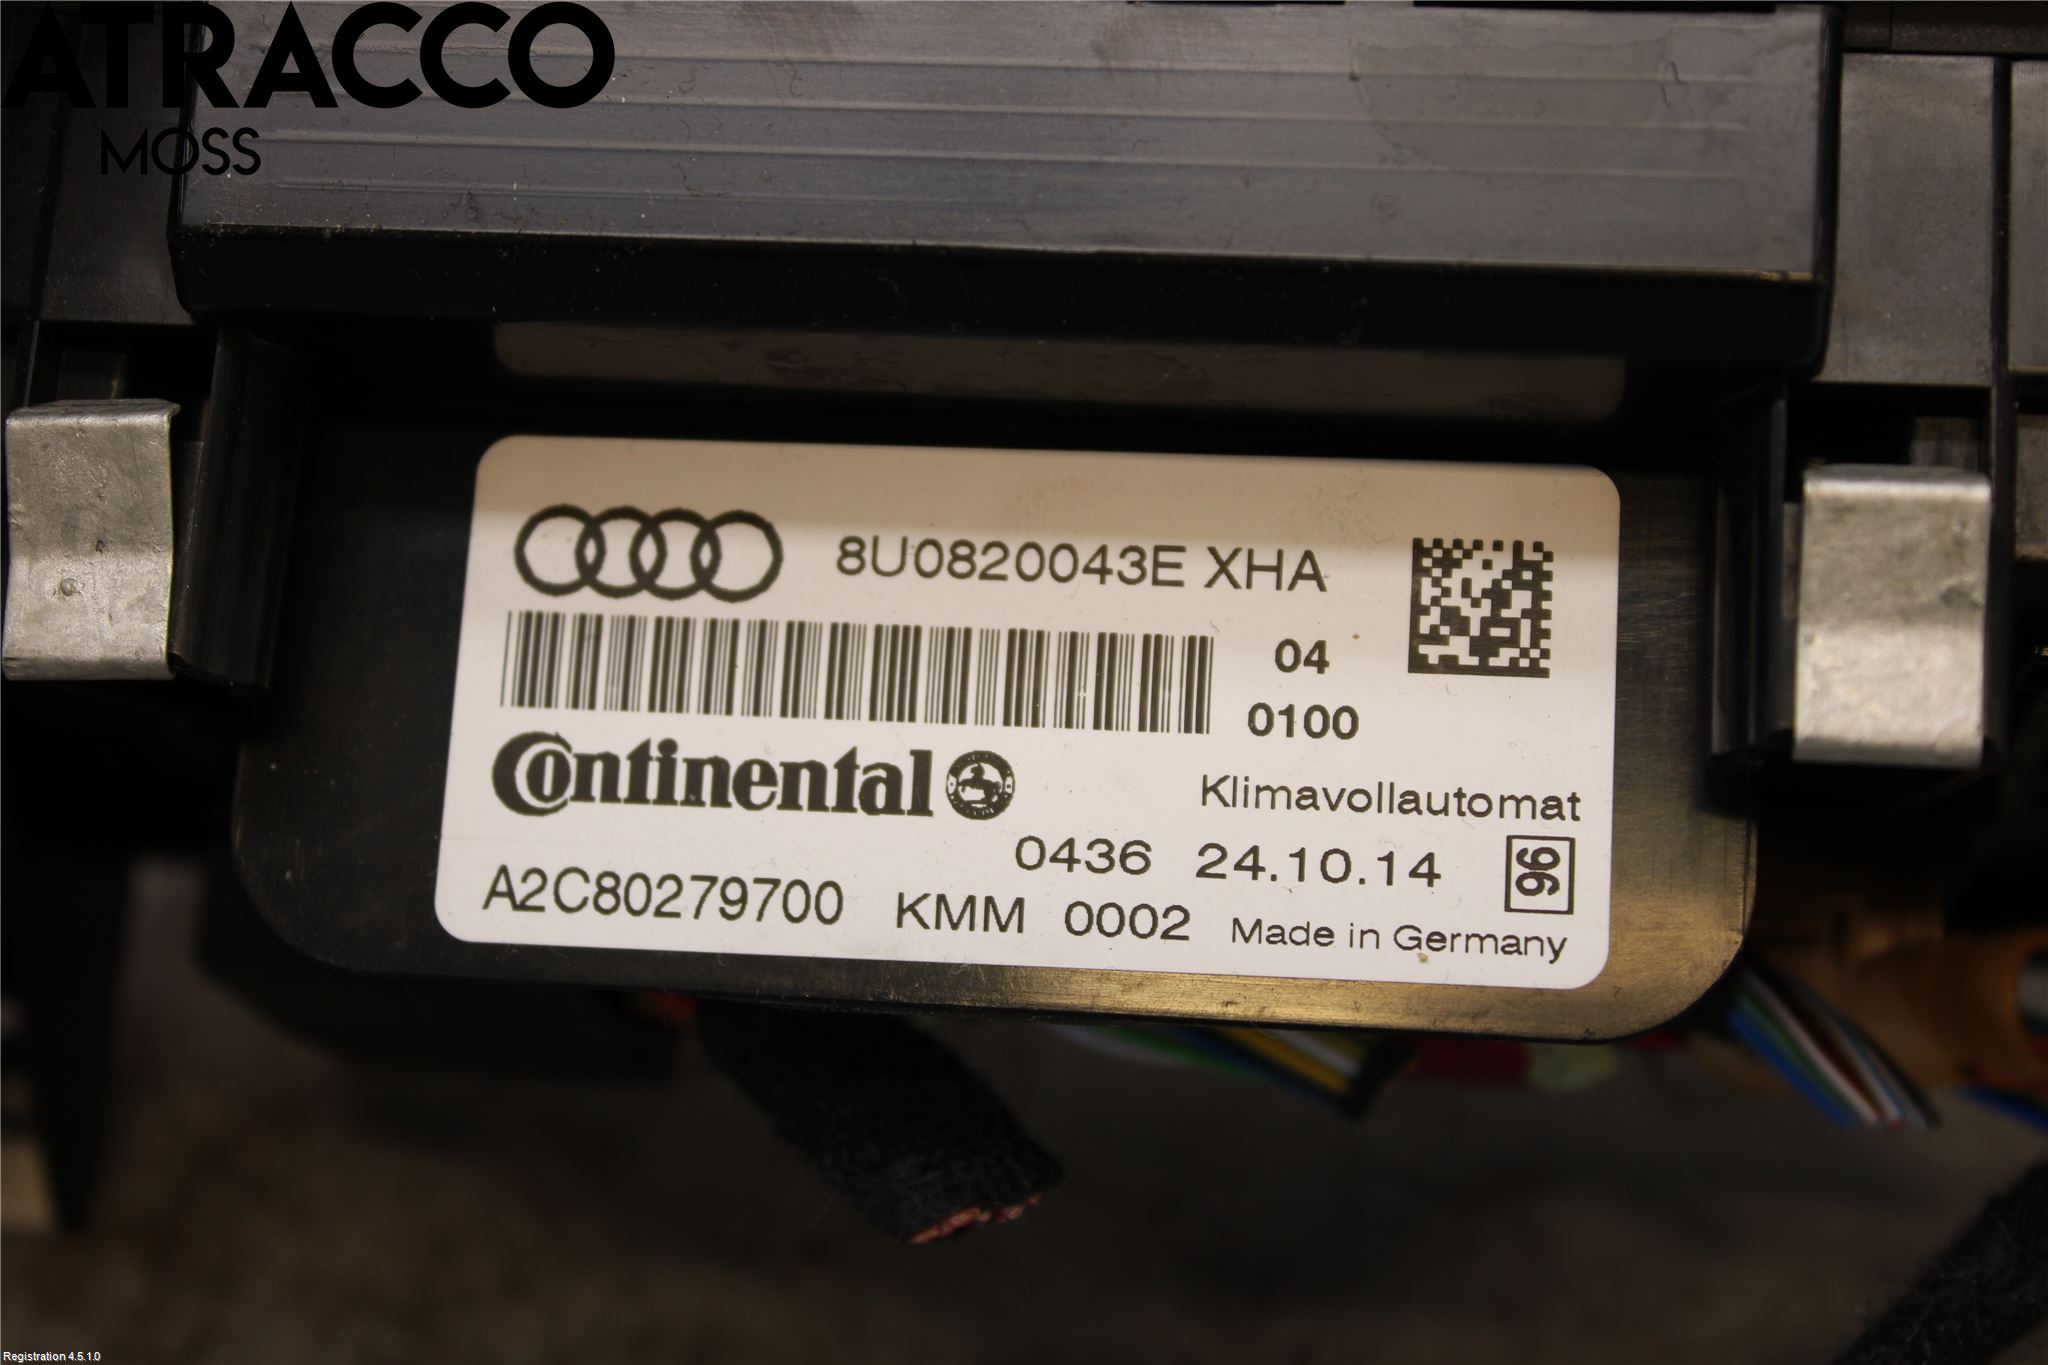 ATRACCO
MOSS
8U0820043E XHA
04
0100
Continental
Klimavollautomat
0436 24.10.14
96
A2C80279700 KMM 0002 Made in Germany
Registration 4.5.1.0